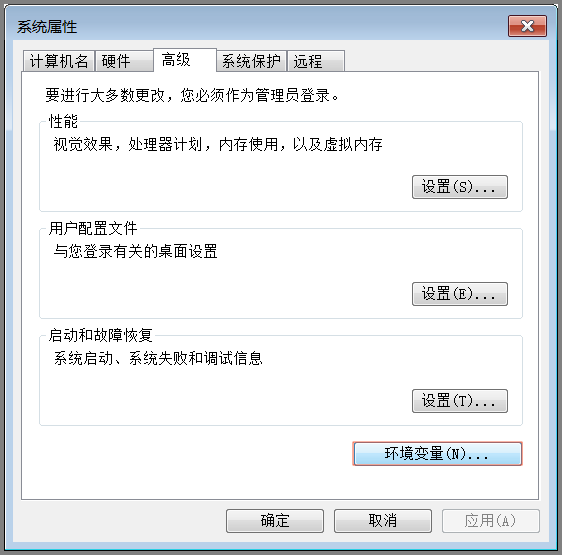 系统属性
计算机名 硬件 高级 系统保护 远程
要进行大多数更改，您必须作为管理员登录。
性能
视觉效果，处理器计划，内存使用，以及虚拟内存
设置(S)...
用户配置文件
与您登录有关的桌面设置
设置(E)...
启动和故障恢复
系统启动、系统失败和调试信息
设置(T)...
环境变量(N)...
确定 取消 应用(A)